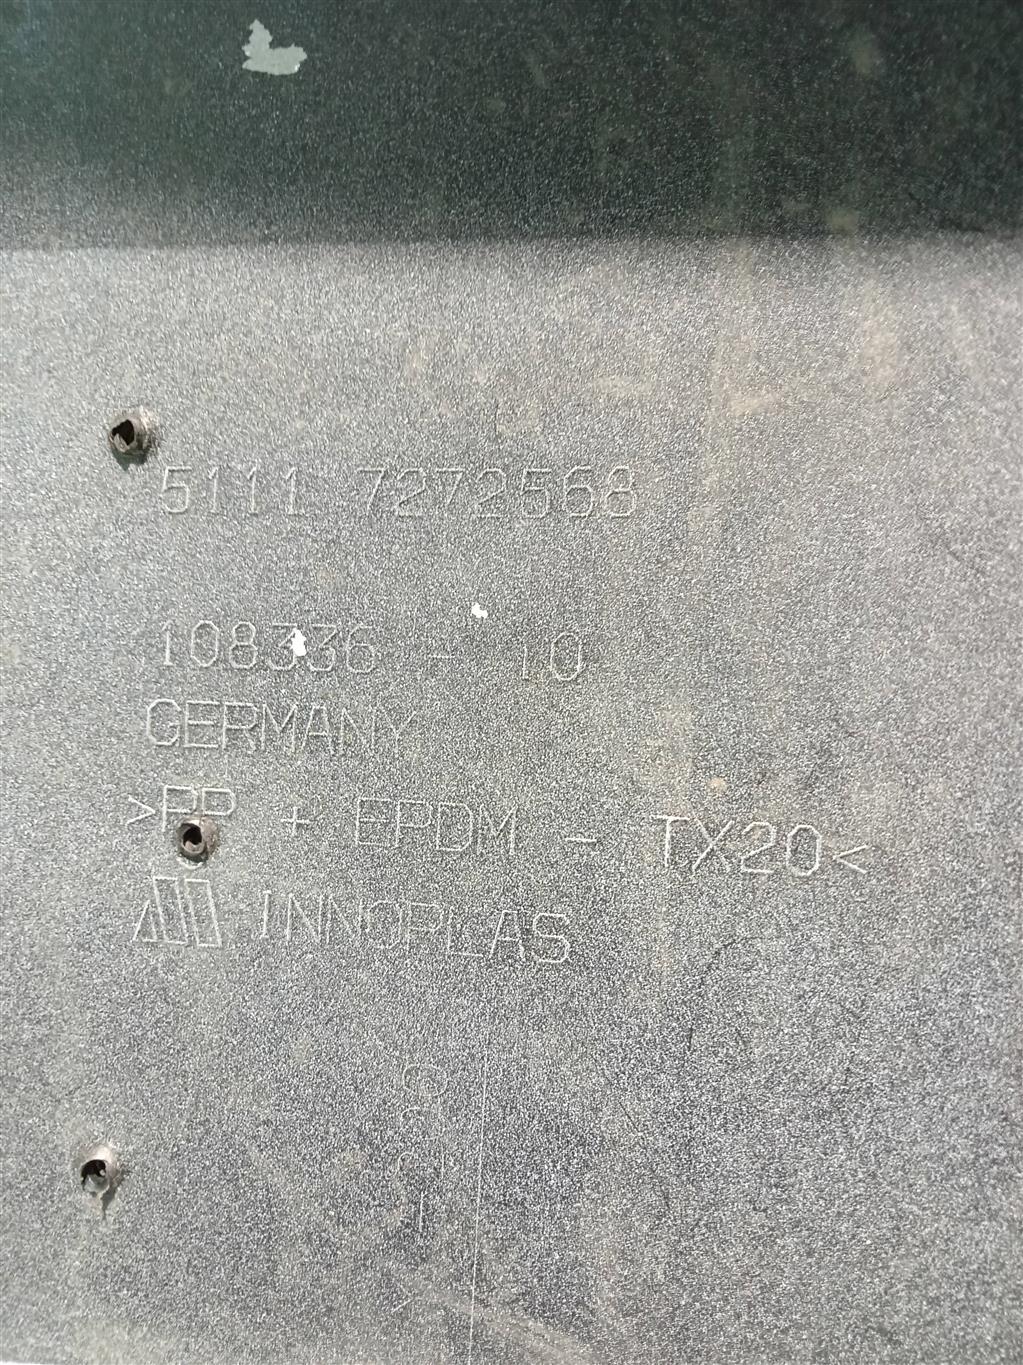 5111 7272568
108336 - 10
GERMANY
>PP + EPDM - TX20<
INNOPLAS